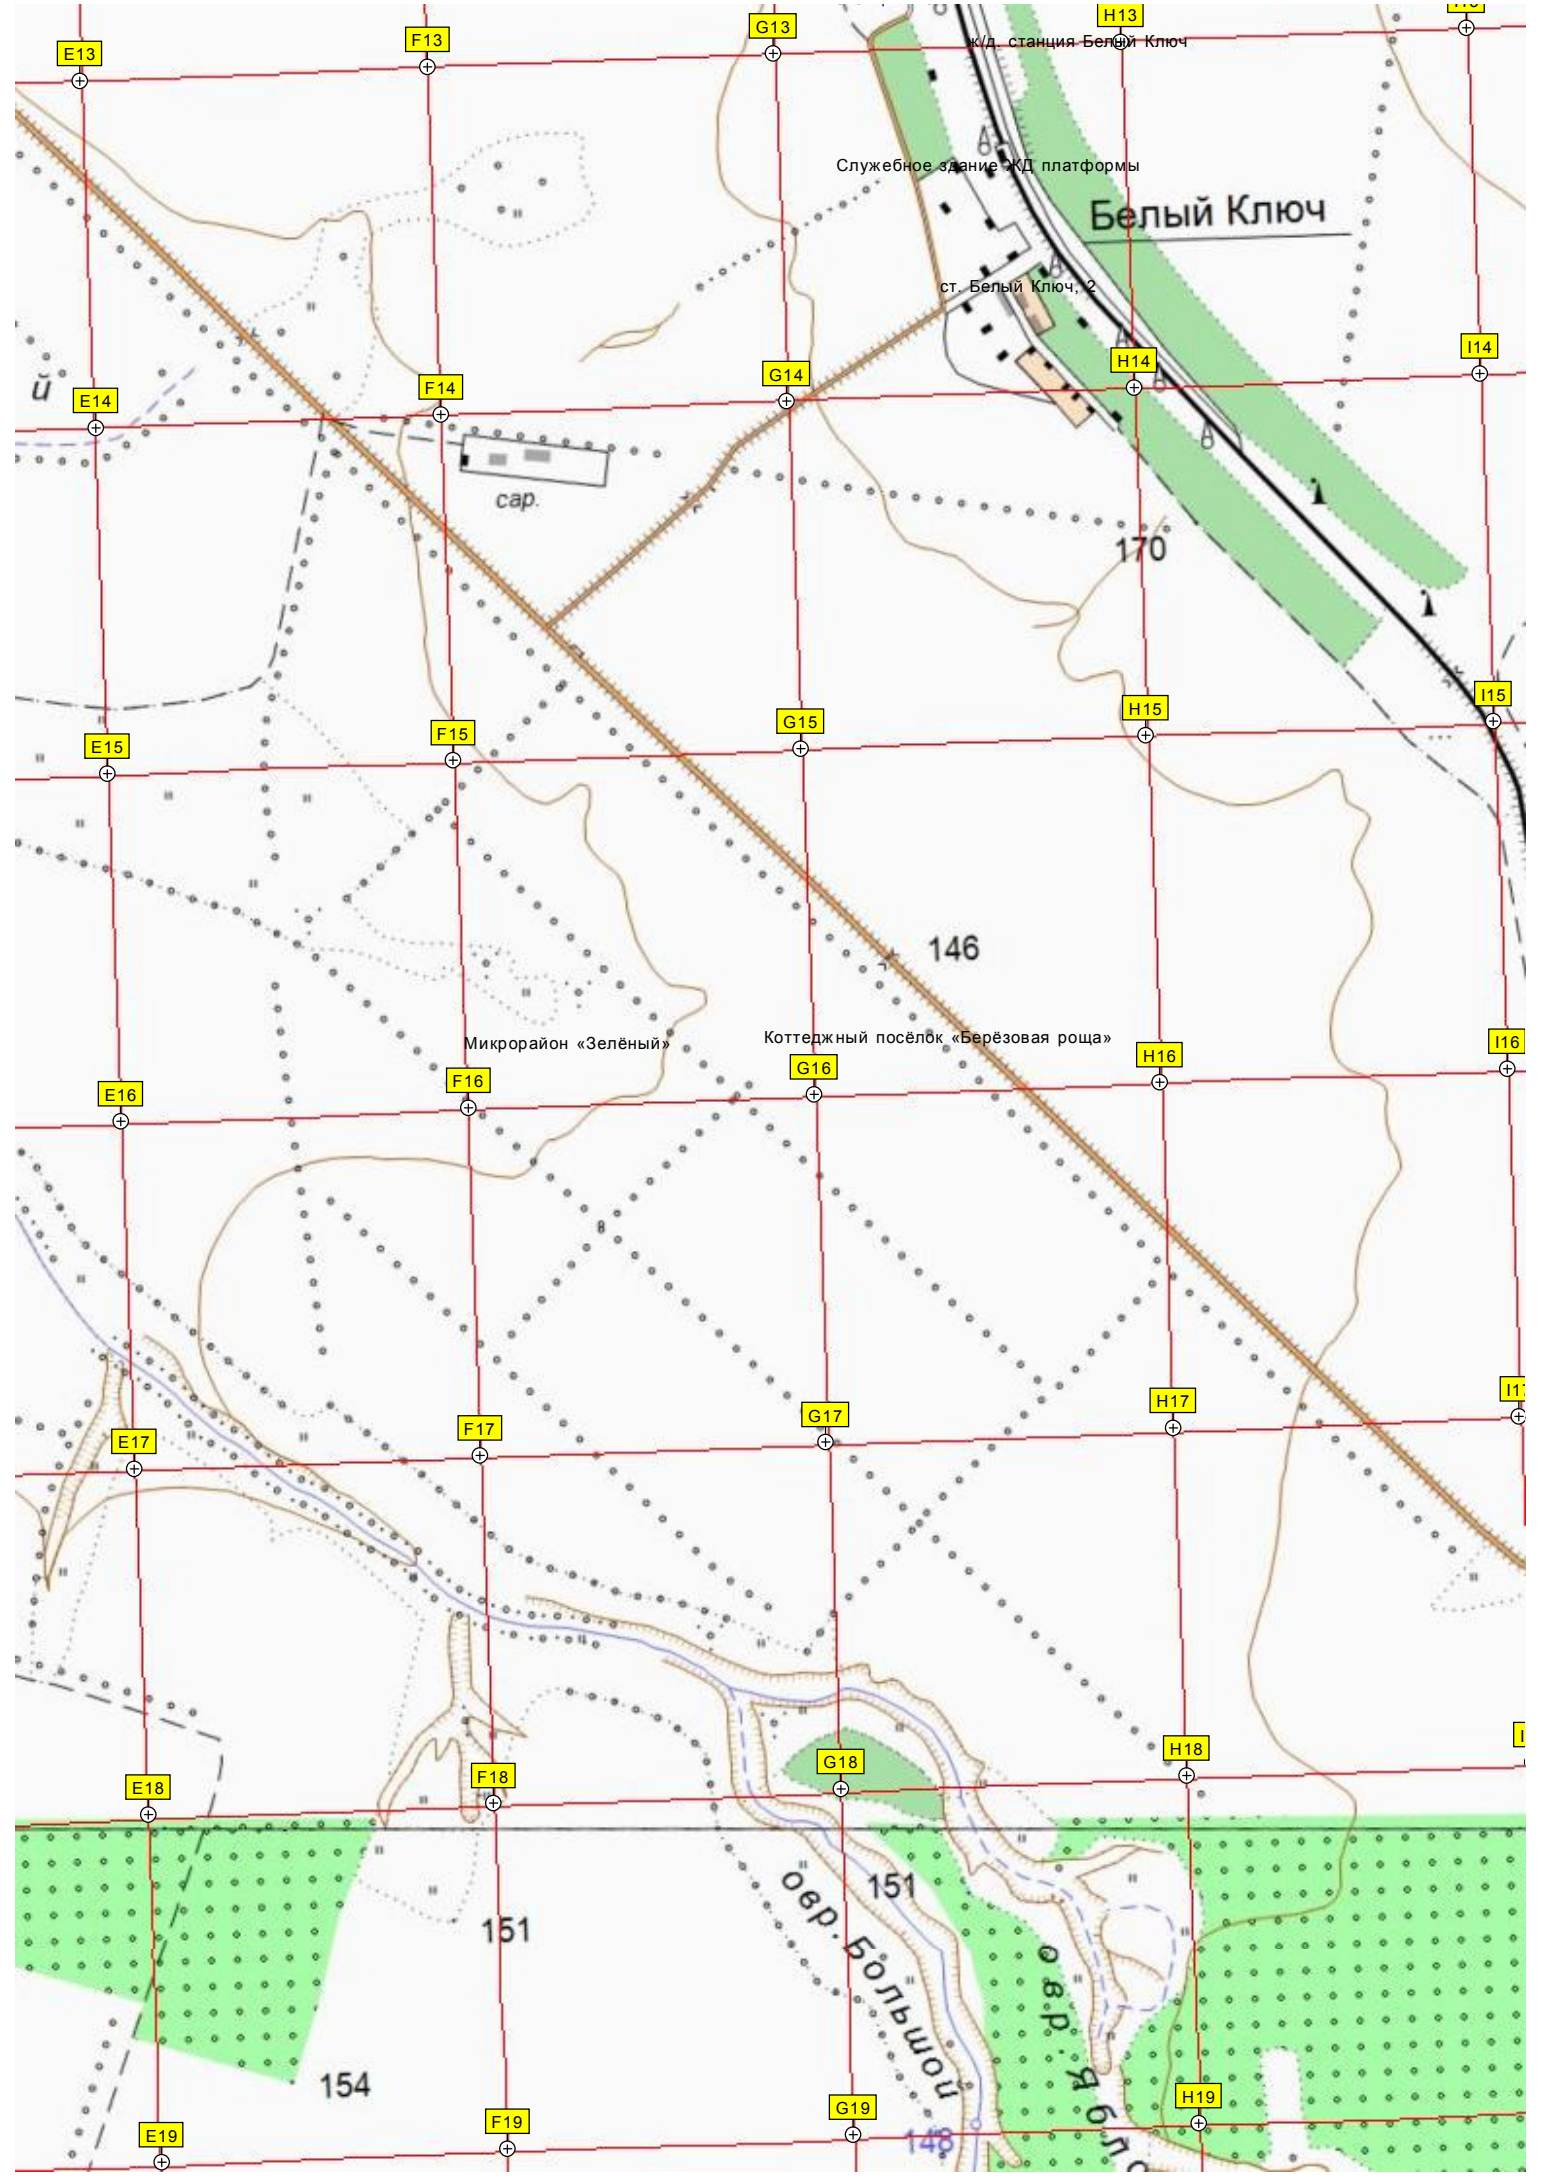 H13
E13
F13
G13
ж/д. станция Белый Ключ
Служебное здание ЖД платформы
Белый Ключ
ст. Белый Ключ, 2
й
E14
F14
G14
H14
I14
сар.
170
E15
F15
G15
H15
I15
146
Микрорайон «Зелёный»
Коттеджный посёлок «Берёзовая роща»
E16
F16
G16
H16
I16
E17
F17
G17
H17
I17
E18
F18
G18
H18
151
151
овр. Большой
овр. Ябло
154
148
E19
F19
G19
H19